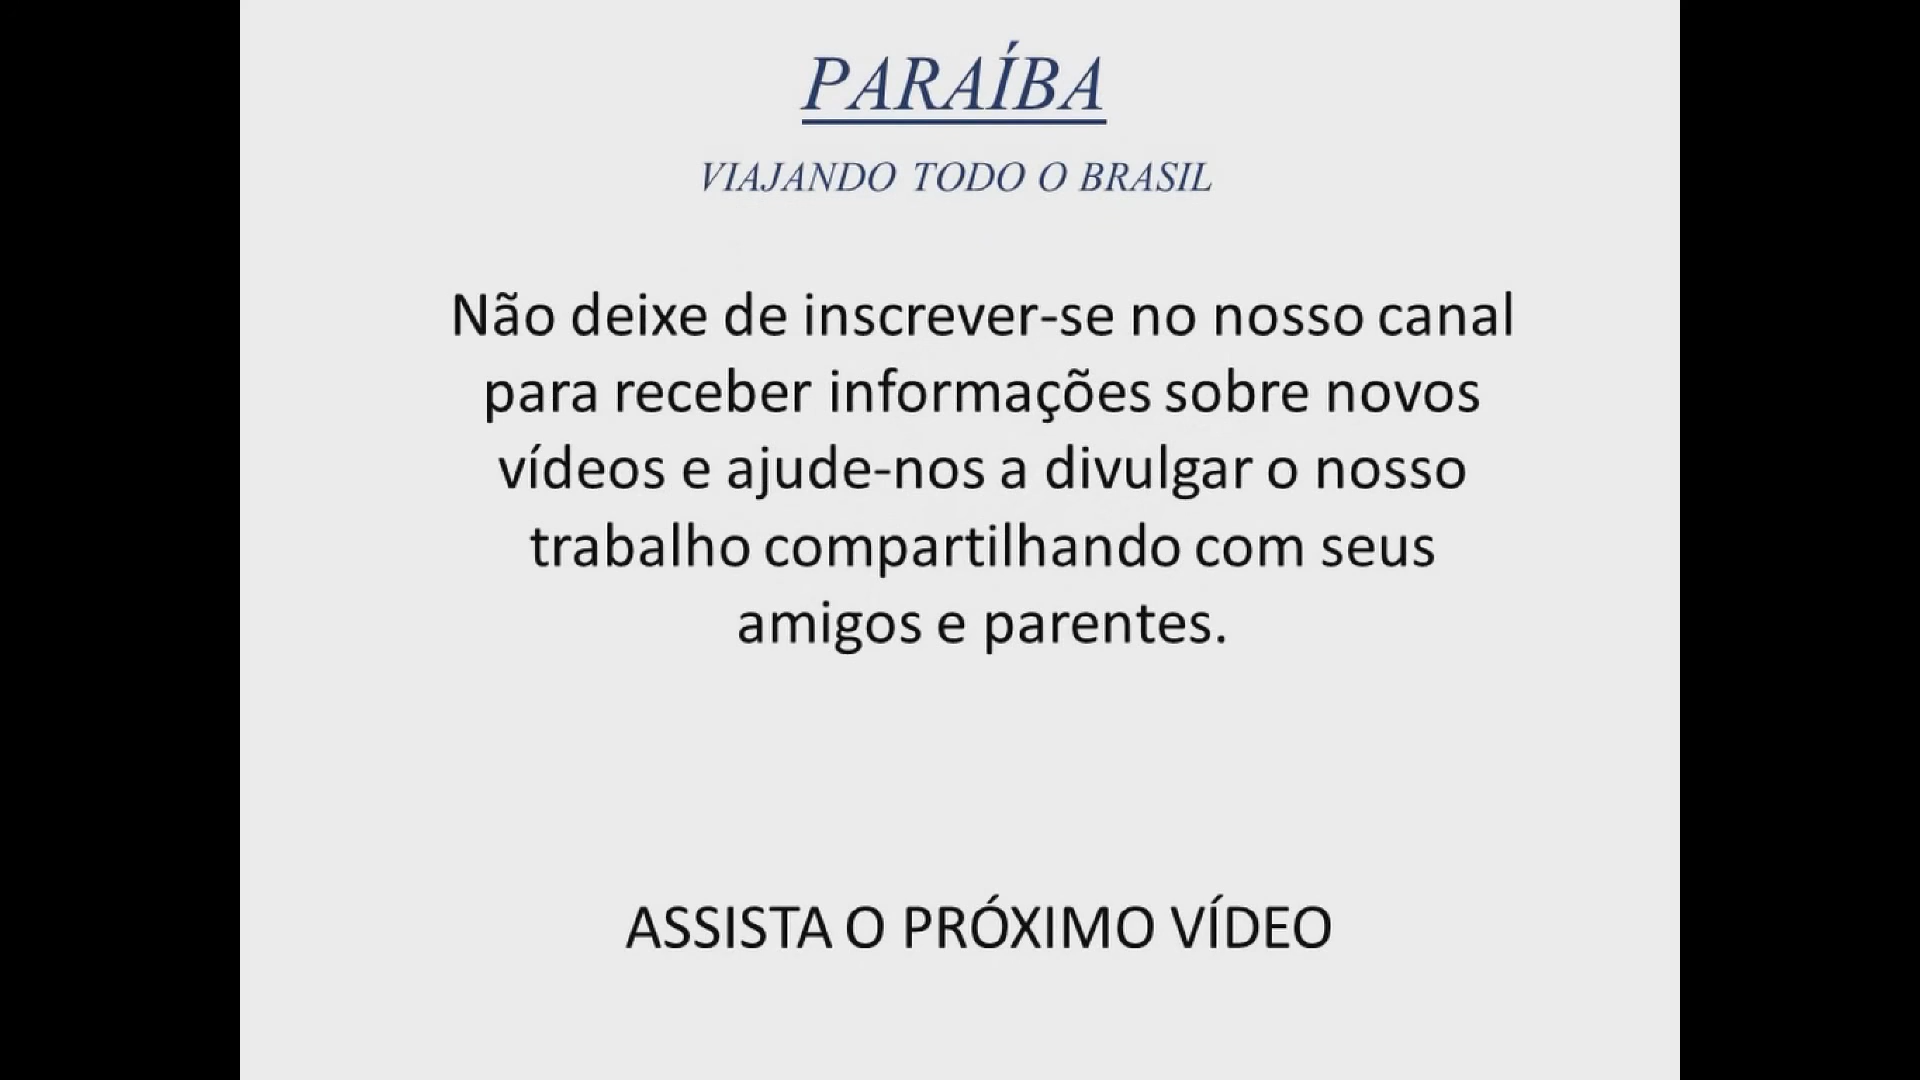 PARAÍBA
VIAJANDO TODO O BRASIL
Não deixe de inscrever-se no nosso canal
para receber informações sobre novos
vídeos e ajude-nos a divulgar o nosso
trabalho compartilhando com seus
amigos e parentes.
ASSISTA O PRÓXIMO VÍDEO